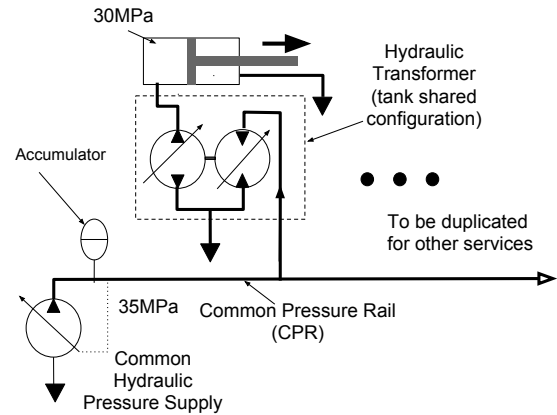 30MPa
Hydraulic
Transformer
(tank shared
configuration)
Accumulator
To be duplicated
for other services
35MPa
Common Pressure Rail
(CPR)
Common
Hydraulic
Pressure Supply